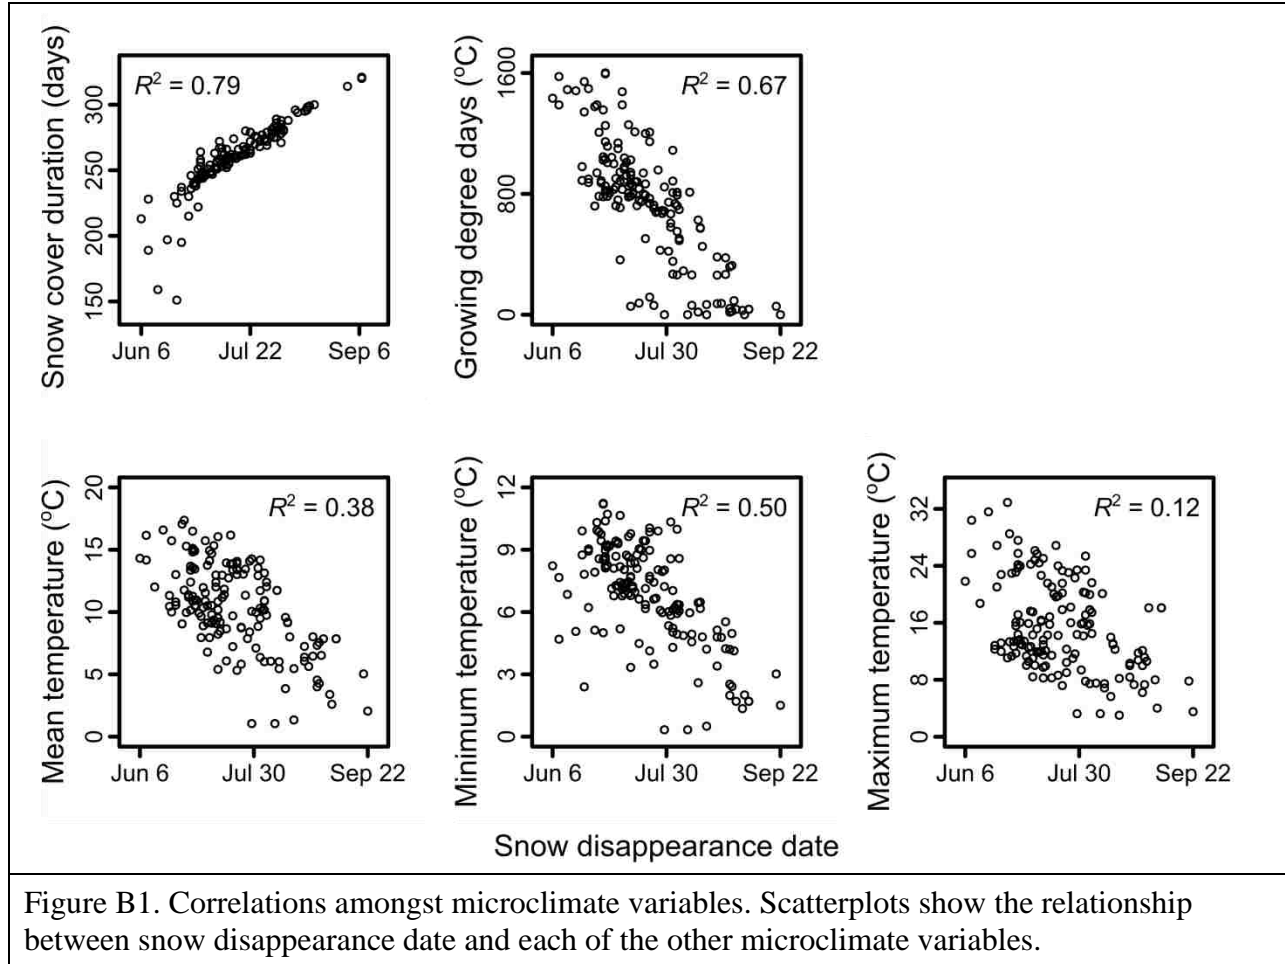 Snow cover duration (days)
R² = 0.79
300
250
200
150
Jun 6 Jul 22 Sep 6
Growing degree days (°C)
R² = 0.67
1600
800
0
Jun 6 Jul 30 Sep 22
Mean temperature (°C)
R² = 0.38
20
15
10
5
0
Jun 6 Jul 30 Sep 22
Minimum temperature (°C)
R² = 0.50
12
9
6
3
0
Jun 6 Jul 30 Sep 22
Maximum temperature (°C)
R² = 0.12
32
24
16
8
0
Jun 6 Jul 30 Sep 22
Snow disappearance date
Figure B1. Correlations amongst microclimate variables. Scatterplots show the relationship
between snow disappearance date and each of the other microclimate variables.